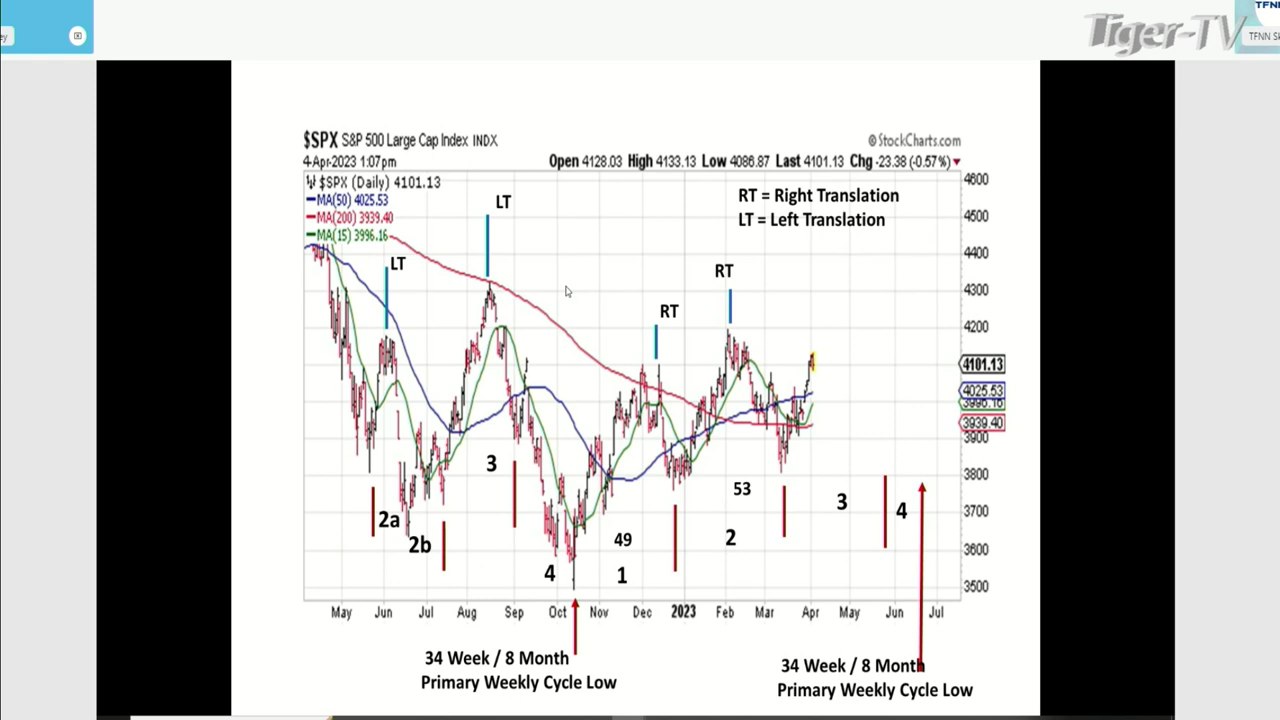 ey
TFNN
Tiger-TV
TFNN Sk
$SPX S&P 500 Large Cap Index INDX
© StockCharts.com
4-Apr-2023 1:07pm
Open 4128.03 High 4133.13 Low 4086.87 Last 4101.13 Chg -23.38 (-0.57%)
$SPX (Daily) 4101.13
MA(50) 4025.53
MA(200) 3939.40
MA(15) 3996.16
RT = Right Translation
LT = Left Translation
4600
4500
4400
4300
4200
4101.13
4025.53
3996.16
3939.40
3900
3800
3700
3600
3500
LT
LT
RT
RT
3
53
3
4
2a
2b
49
2
4
1
May Jun Jul Aug Sep Oct Nov Dec 2023 Feb Mar Apr May Jun Jul
34 Week / 8 Month
Primary Weekly Cycle Low
34 Week / 8 Month
Primary Weekly Cycle Low